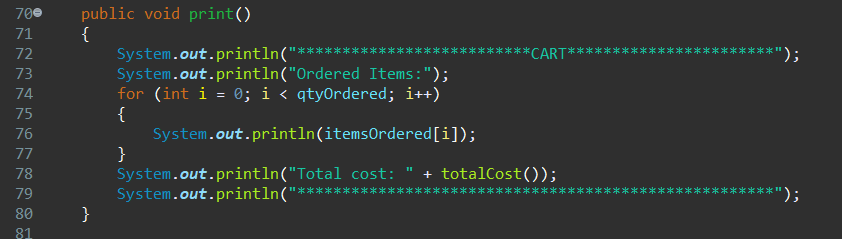 70 public void print()
71 {
72 System.out.println("**************************CART***********************");
73 System.out.println("Ordered Items:");
74 for (int i = 0; i < qtyOrdered; i++)
75 {
76 System.out.println(itemsOrdered[i]);
77 }
78 System.out.println("Total cost: " + totalCost());
79 System.out.println("*****************************************************");
80 }
81